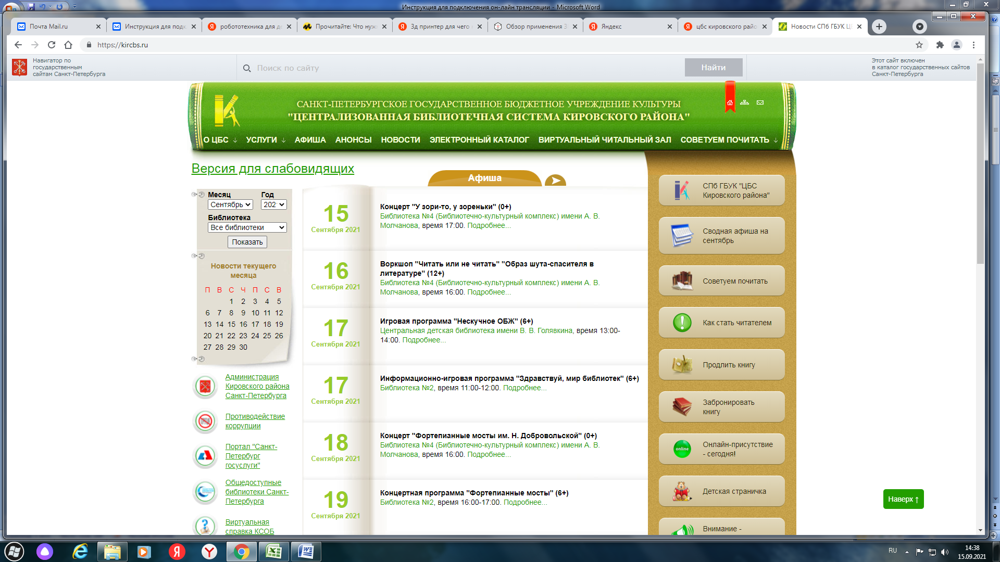 Инструкция для подключения он-лайн трансляции - Microsoft Word
Почта Mail.ru
Инструкция для подк
робототехника для д
Прочитайте: Что нуж
3д принтер для чего
Обзор применения 3
Яндекс
цбс кировского райо
Новости СПб ГБУК Ц
https://kircbs.ru
Навигатор по
государственным
сайтам Санкт-Петербурга
Поиск по сайту
Найти
Этот сайт включен
в каталог государственных сайтов
Санкт-Петербурга
САНКТ-ПЕТЕРБУРГСКОЕ ГОСУДАРСТВЕННОЕ БЮДЖЕТНОЕ УЧРЕЖДЕНИЕ КУЛЬТУРЫ
"ЦЕНТРАЛИЗОВАННАЯ БИБЛИОТЕЧНАЯ СИСТЕМА КИРОВСКОГО РАЙОНА"
О ЦБС УСЛУГИ АФИША АНОНСЫ НОВОСТИ ЭЛЕКТРОННЫЙ КАТАЛОГ ВИРТУАЛЬНЫЙ ЧИТАЛЬНЫЙ ЗАЛ СОВЕТУЕМ ПОЧИТАТЬ
Версия для слабовидящих
Месяц Год
Сентябрь 202
Библиотека
Все библиотеки
Показать
Новости текущего
месяца
П В С Ч П С В
1 2 3 4 5
6 7 8 9 10 11 12
13 14 15 16 17 18 19
20 21 22 23 24 25 26
27 28 29 30
Администрация
Кировского района
Санкт-Петербурга
Противодействие
коррупции
Портал "Санкт-
Петербург
госуслуги"
Общедоступные
библиотеки Санкт-
Петербурга
Виртуальная
справка КСОБ
Афиша
15
Сентября 2021
Концерт "У зори-то, у зореньки" (0+)
Библиотека №4 (Библиотечно-культурный комплекс) имени А. В.
Молчанова, время 17:00. Подробнее...
16
Сентября 2021
Воркшоп "Читать или не читать" "Образ шута-спасителя в
литературе" (12+)
Библиотека №4 (Библиотечно-культурный комплекс) имени А. В.
Молчанова, время 16:00. Подробнее...
17
Сентября 2021
Игровая программа "Нескучное ОБЖ" (6+)
Центральная детская библиотека имени В. В. Голявкина, время 13:00-
14:00. Подробнее...
17
Сентября 2021
Информационно-игровая программа "Здравствуй, мир библиотек" (6+)
Библиотека №2, время 11:00-12:00. Подробнее...
18
Сентября 2021
Концерт "Фортепианные мосты им. Н. Добровольской" (0+)
Библиотека №4 (Библиотечно-культурный комплекс) имени А. В.
Молчанова, время 16:00. Подробнее...
19
Сентября 2021
Концертная программа "Фортепианные мосты" (6+)
Библиотека №2, время 16:00-17:00. Подробнее...
СПб ГБУК "ЦБС
Кировского района"
Сводная афиша на
сентябрь
Советуем почитать
Как стать читателем
Продлить книгу
Забронировать
книгу
online
Онлайн-присутствие
- сегодня!
Детская страничка
Внимание -
Наверх ↑
RU
14:38
15.09.2021